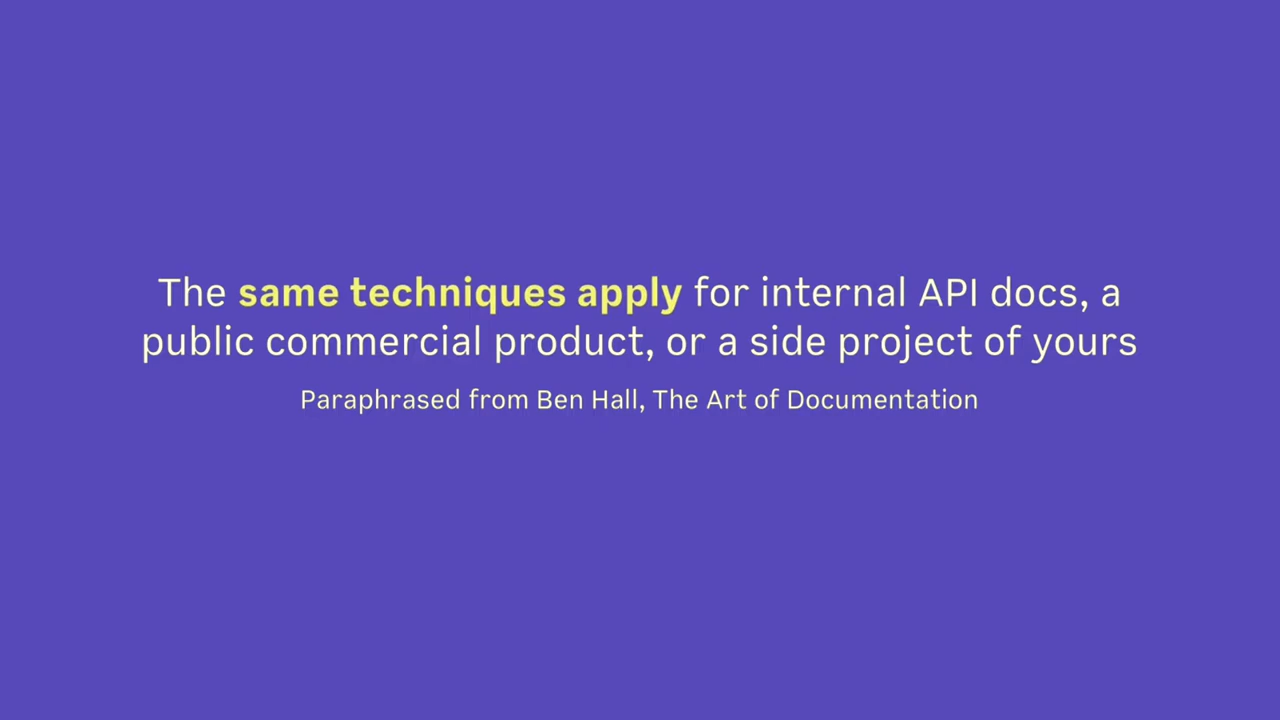 The same techniques apply for internal API docs, a
public commercial product, or a side project of yours
Paraphrased from Ben Hall, The Art of Documentation